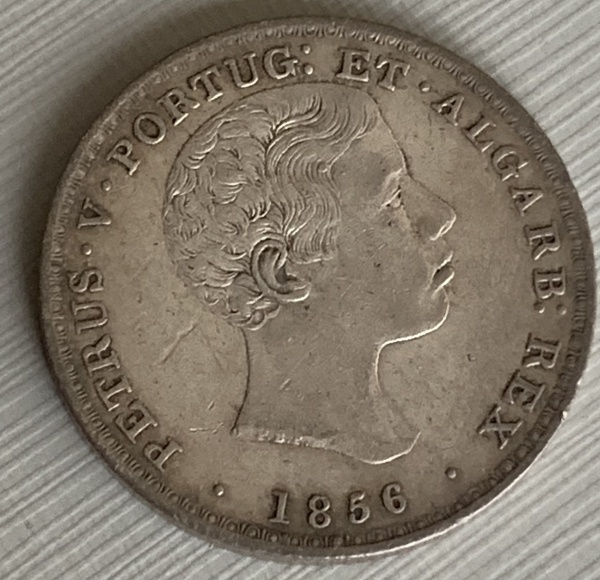 PETRUS · V · PORTUG: ET · ALGARB: REX
· 1856 ·